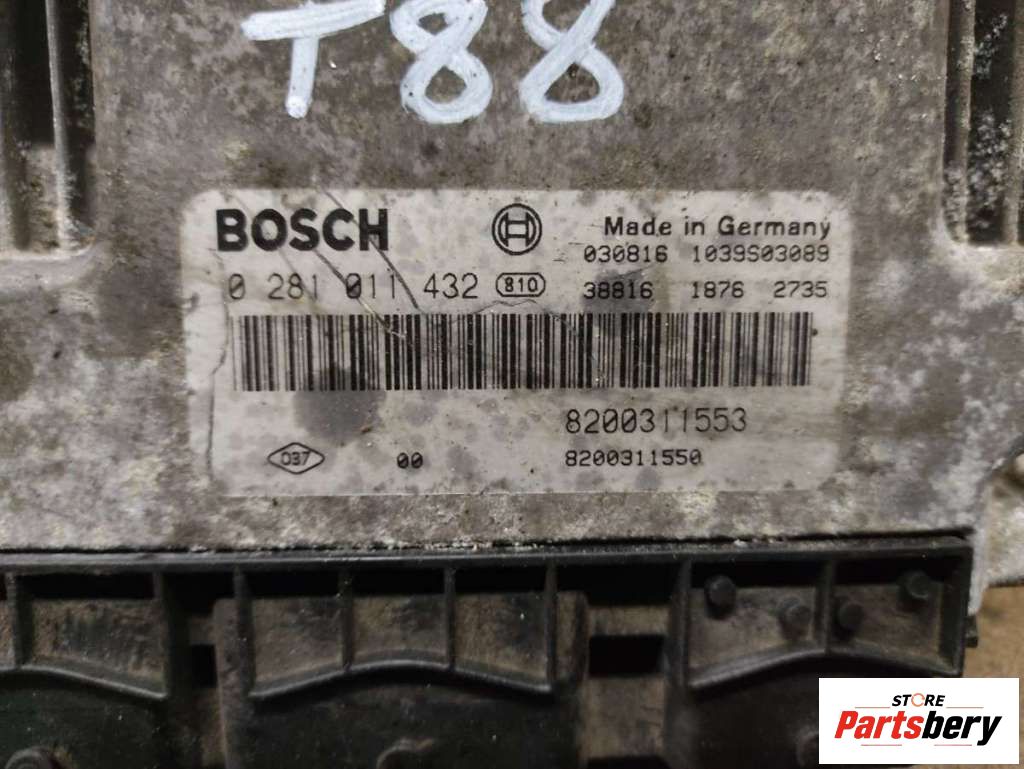 T88
BOSCH
Made in Germany
030816 1039S03089
0 281 011 432 810 38816 1876 2735
8200311553
037 00 8200311550
STORE
Partsbery